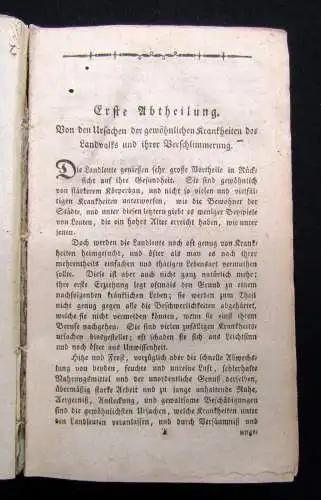 Erste Abtheilung.
Von den Ursachen der gewöhnlichen Krankheiten des
Landvolks und ihrer Verschlimmerung.
Die Landleute genießen sehr große Vortheile in Rück-
sicht auf ihre Gesundheit. Sie sind gewöhnlich
von stärkerem Körperbau, und nicht so vielen und vielfäl-
tigen Krankheiten unterworfen, wie die Bewohner der
Städte, und unter diesen letztern giebt es weniger Beyspiele
von Leuten, die ein hohes Alter erreicht haben, wie unter
jenen.
Doch werden die Landleute noch oft genug von Krank-
heiten heimgesucht, und öfter als man es nach ihrer
mehrentheils einfachen und thätigen Lebensart vermuthen
sollte. Diese ist aber auch nicht ganz natürlich mehr;
ihre erste Erziehung legt oftmals den Grund zu einem
nachfolgenden kränklichen Leben; sie werden zum Theil
nicht genug gegen alle die Beschwerlichkeiten abgehärtet,
welche sie nicht vermeiden können, wenn sie einst ihrem
Berufe nachgehen. Sie sind vielen zufälligen Krankheits-
ursachen blosgestellet; oft schaden sie sich aus Leichtsinn
und noch öfter aus Unwissenheit.
Hitze und Frost, vorzüglich aber die schnelle Abwechs-
lung von beyden, feuchte und unreine Luft, fehlerhafte
Nahrungsmittel und der unordentliche Genuß derselben,
übermäßig starke Arbeit und zu lange anhaltende Ruhe,
Aergerniß, Ansteckung, und gewaltsame Beschädigungen
sind die gewöhnlichsten Ursachen, welche Krankheiten unter
den Landleuten veranlassen, und durch Versäumniß und
A
unge-